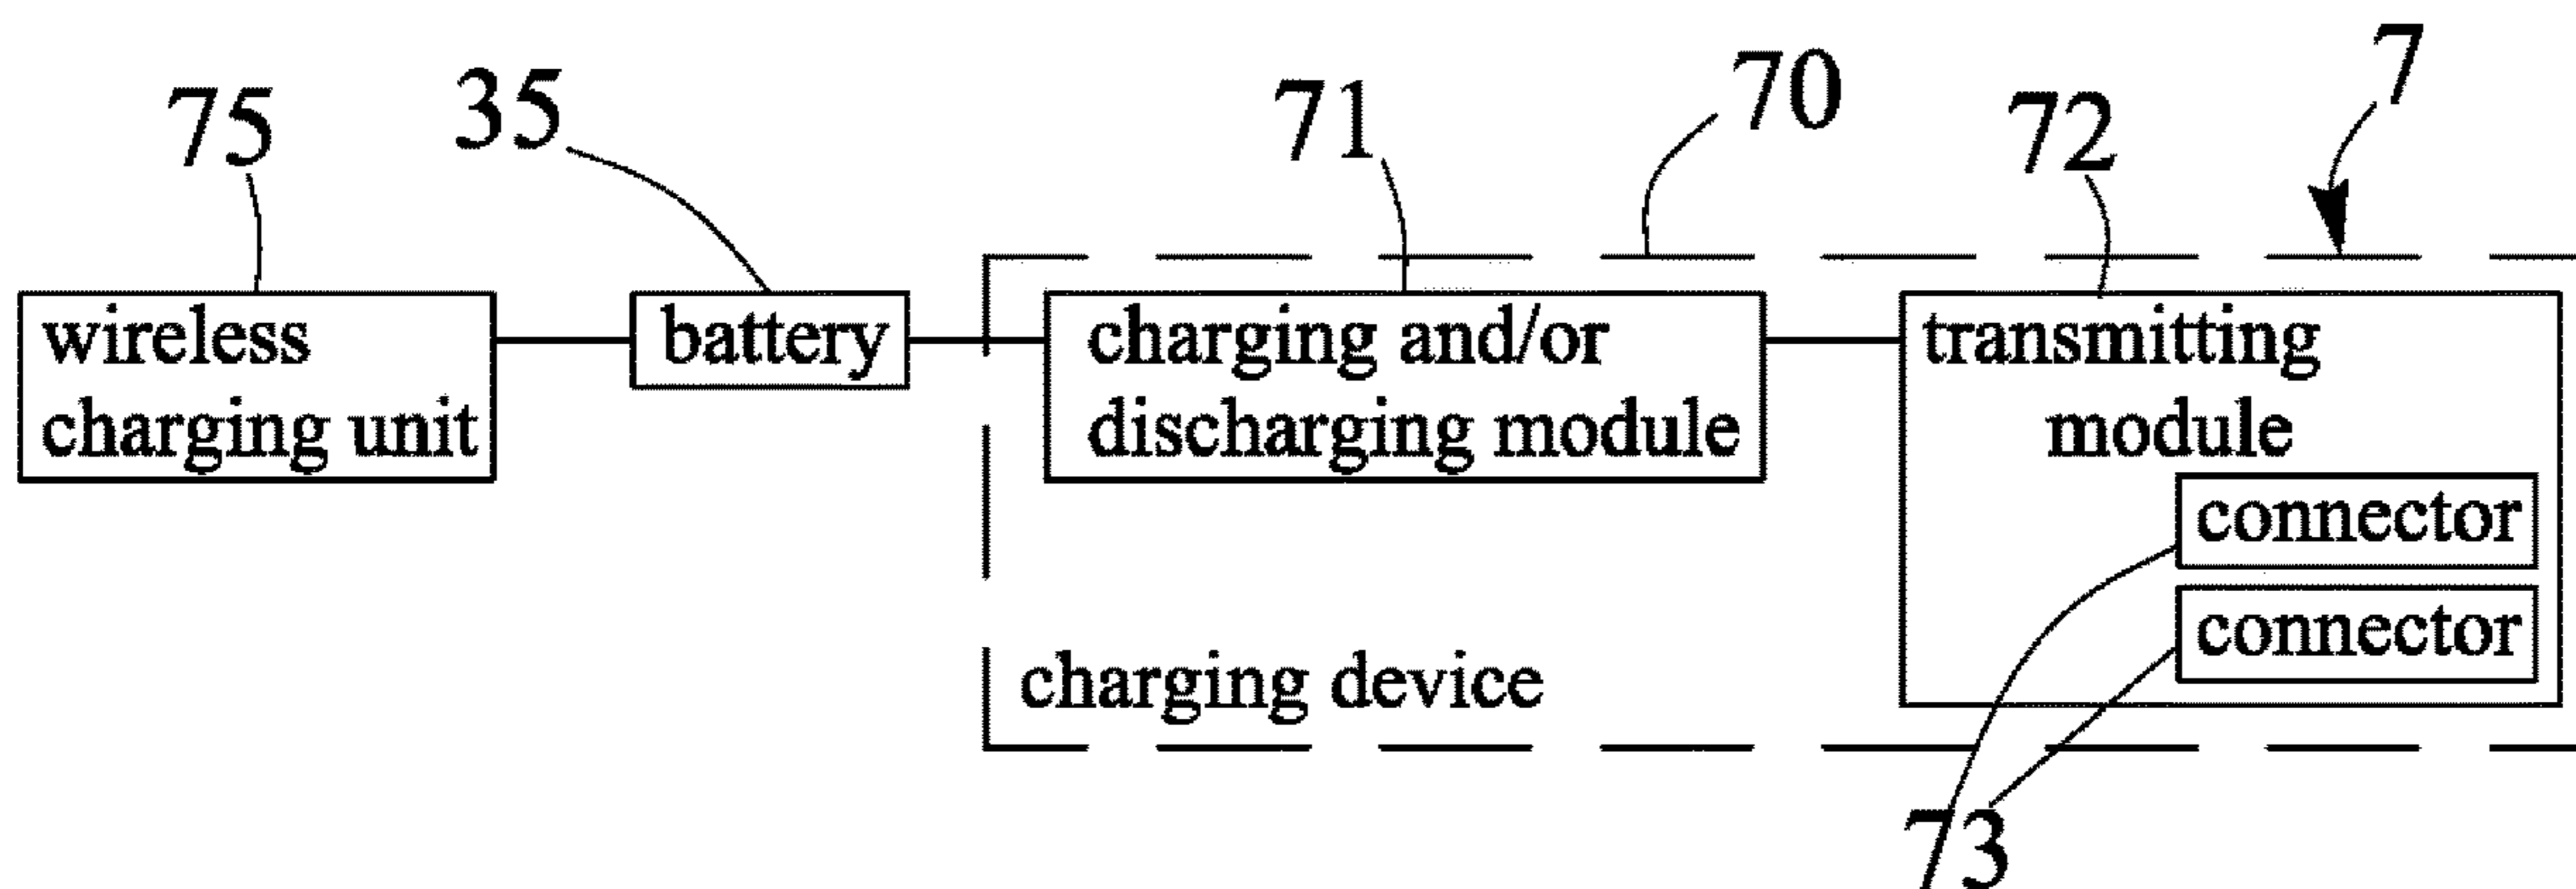 7
70
35
71
75
72
wireless
charging unit
battery
charging and/or
discharging module
transmitting
module
connector
connector
charging device
73